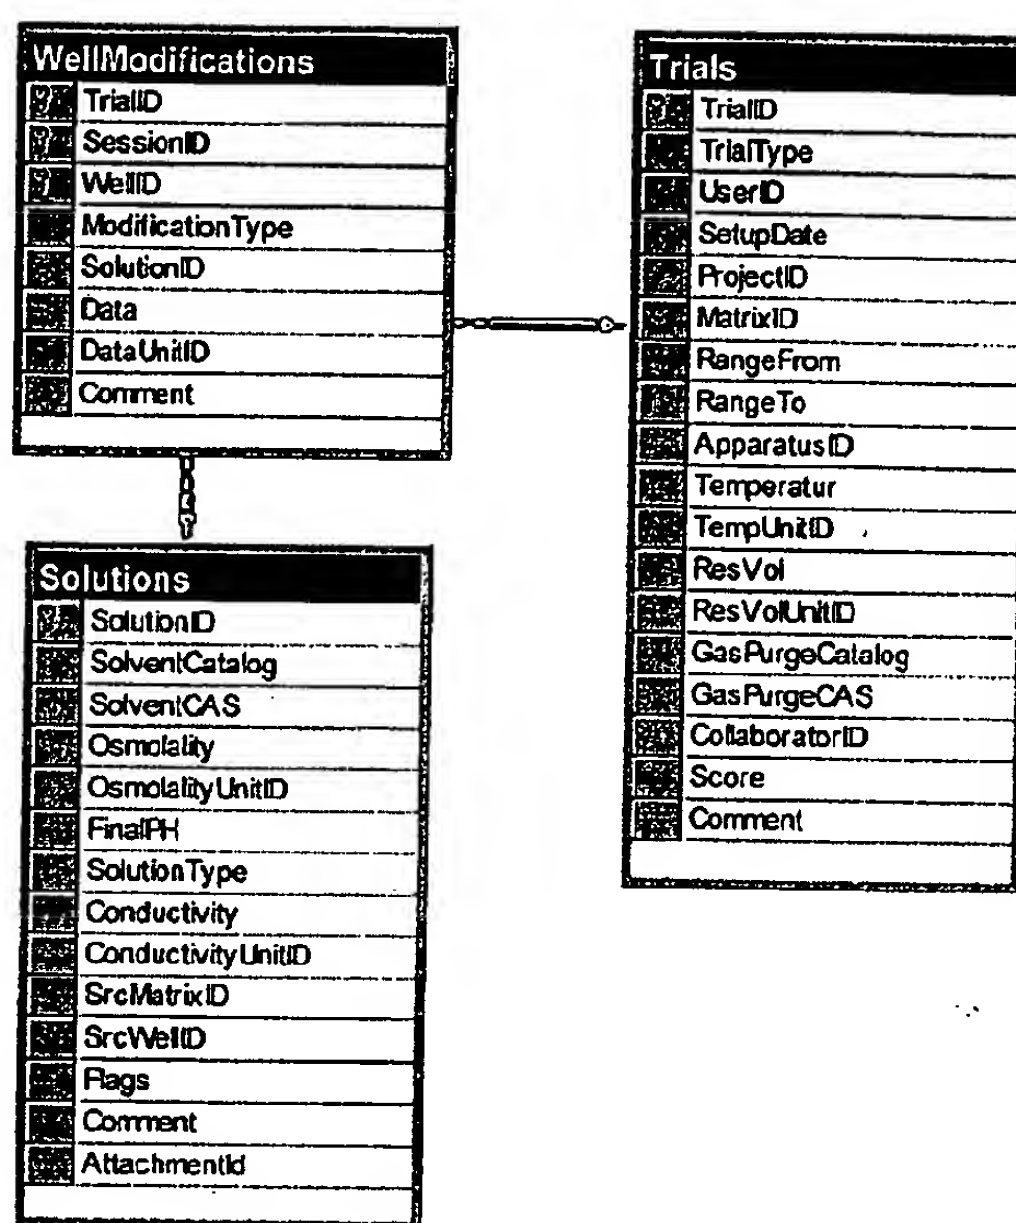 WellModifications
TrialID
SessionID
WellID
ModificationType
SolutionID
Data
DataUnitID
Comment
Trials
TrialID
TrialType
UserID
SetupDate
ProjectID
MatrixID
RangeFrom
RangeTo
ApparatusID
Temperatur
TempUnitID
ResVol
ResVolUnitID
GasPurgeCatalog
GasPurgeCAS
CollaboratorID
Score
Comment
Solutions
SolutionID
SolventCatalog
SolventCAS
Osmolality
OsmolalityUnitID
FinalPH
SolutionType
Conductivity
ConductivityUnitID
SrcMatrixID
SrcWellID
Flags
Comment
AttachmentId